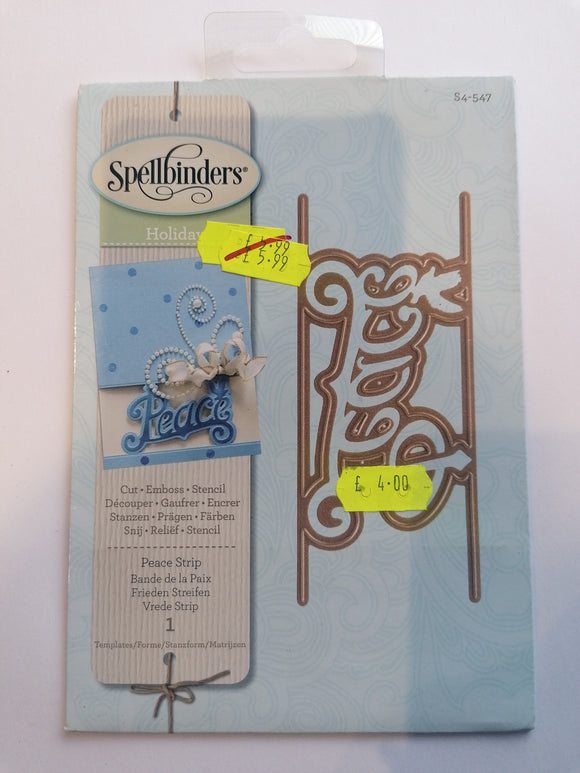 S4-547
Spellbinders®
Holiday
£ 5.99
Peace
Peace
£ 4.00
Cut • Emboss • Stencil
Découper • Gaufrer • Encrer
Stanzen • Prägen • Färben
Snij • Reliëf • Stencil
Peace Strip
Bande de la Paix
Frieden Streifen
Vrede Strip
1
Templates/Forme/Stanzform/Matrijzen